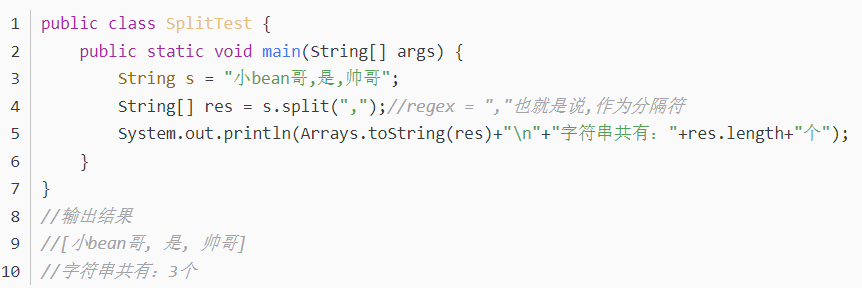 1 public class SplitTest {
2     public static void main(String[] args) {
3         String s = "小bean哥,是,帅哥";
4         String[] res = s.split(",");//regex = ","也就是说,作为分隔符
5         System.out.println(Arrays.toString(res)+"\n"+"字符串共有："+res.length+"个");
6     }
7 }
8 //输出结果
9 //[小bean哥, 是, 帅哥]
10 //字符串共有：3个